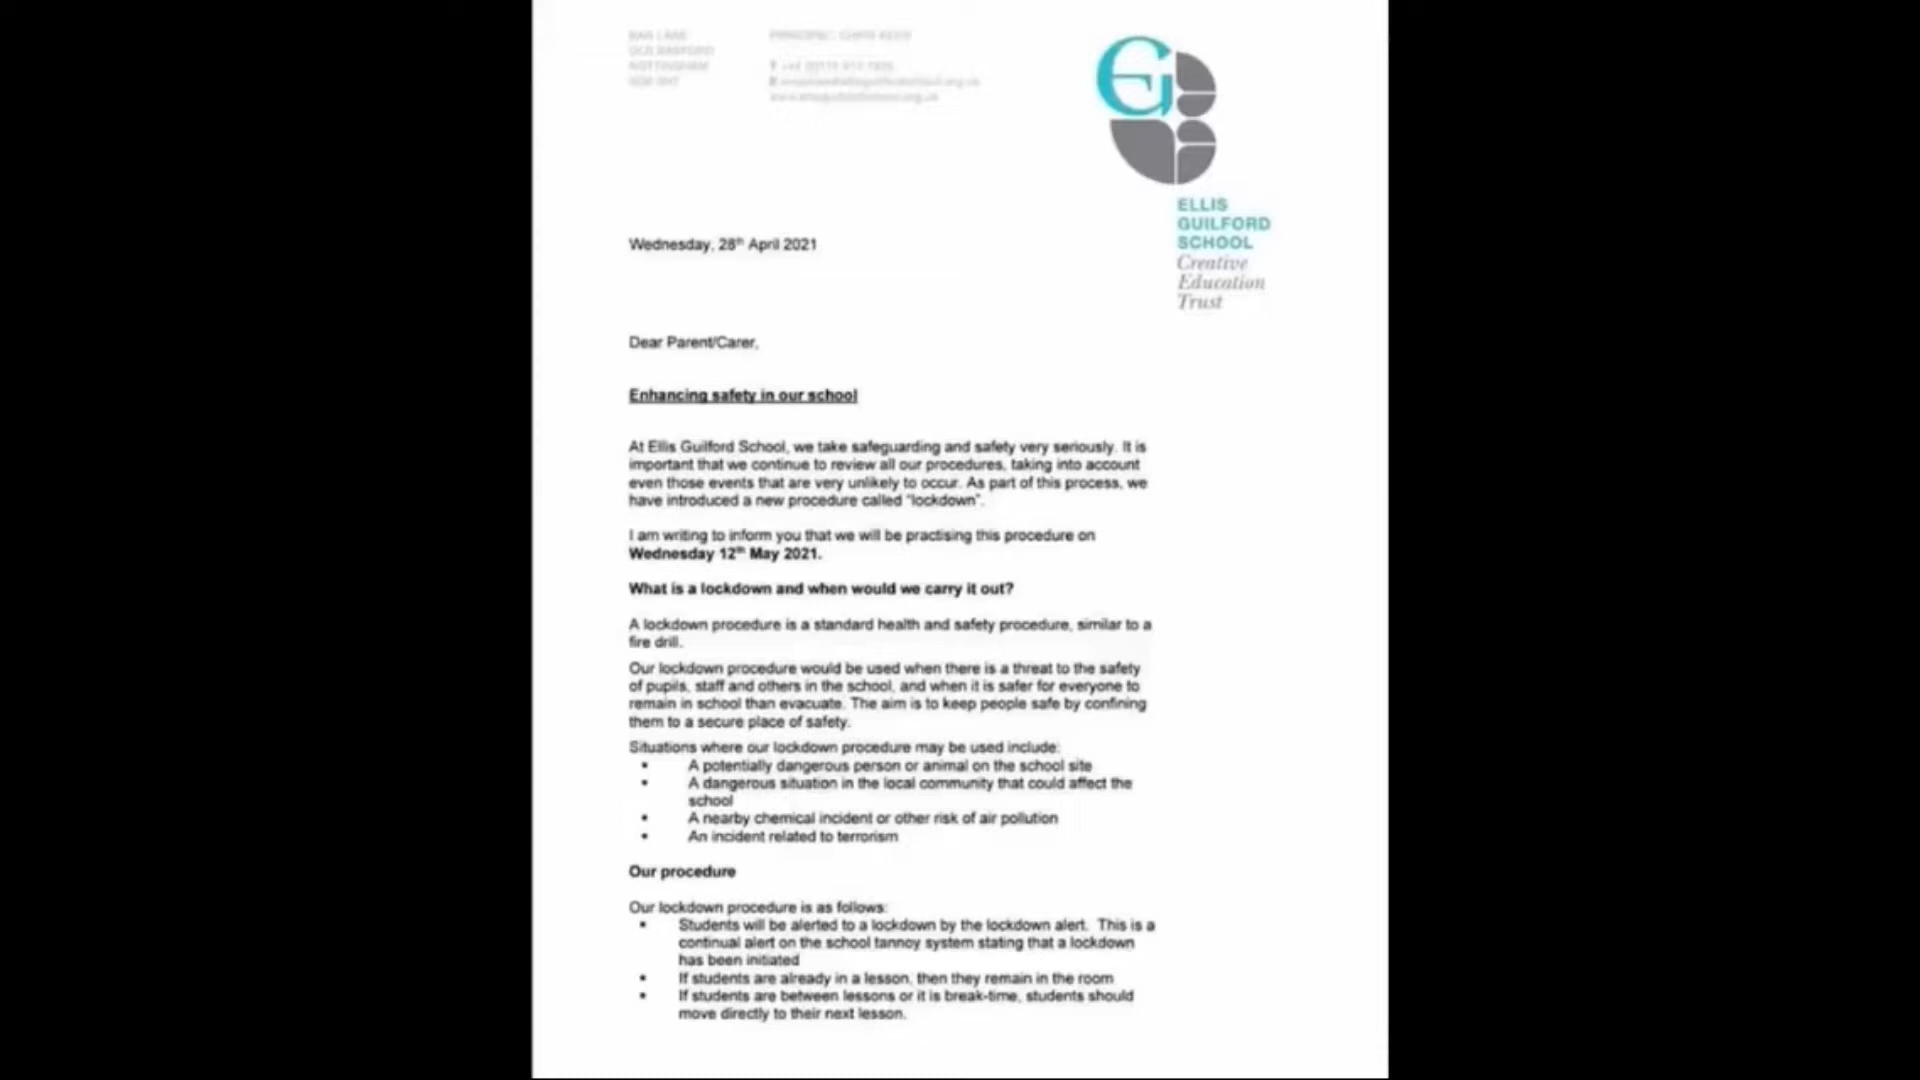 BAR LANE
OLD BASFORD
NOTTINGHAM
PRINCIPAL: CHRIS KEEN
ELLIS
GUILFORD
SCHOOL
Creative
Education
Trust
Wednesday, 28th April 2021
Dear Parent/Carer,
Enhancing safety in our school
At Ellis Guilford School, we take safeguarding and safety very seriously. It is
important that we continue to review all our procedures, taking into account
even those events that are very unlikely to occur. As part of this process, we
have introduced a new procedure called “lockdown”.
I am writing to inform you that we will be practising this procedure on
Wednesday 12th May 2021.
What is a lockdown and when would we carry it out?
A lockdown procedure is a standard health and safety procedure, similar to a
fire drill.
Our lockdown procedure would be used when there is a threat to the safety
of pupils, staff and others in the school, and when it is safer for everyone to
remain in school than evacuate. The aim is to keep people safe by confining
them to a secure place of safety.
Situations where our lockdown procedure may be used include:
• A potentially dangerous person or animal on the school site
• A dangerous situation in the local community that could affect the
school
• A nearby chemical incident or other risk of air pollution
• An incident related to terrorism
Our procedure
Our lockdown procedure is as follows:
• Students will be alerted to a lockdown by the lockdown alert. This is a
continual alert on the school tannoy system stating that a lockdown
has been initiated
• If students are already in a lesson, then they remain in the room
• If students are between lessons or it is break-time, students should
move directly to their next lesson.